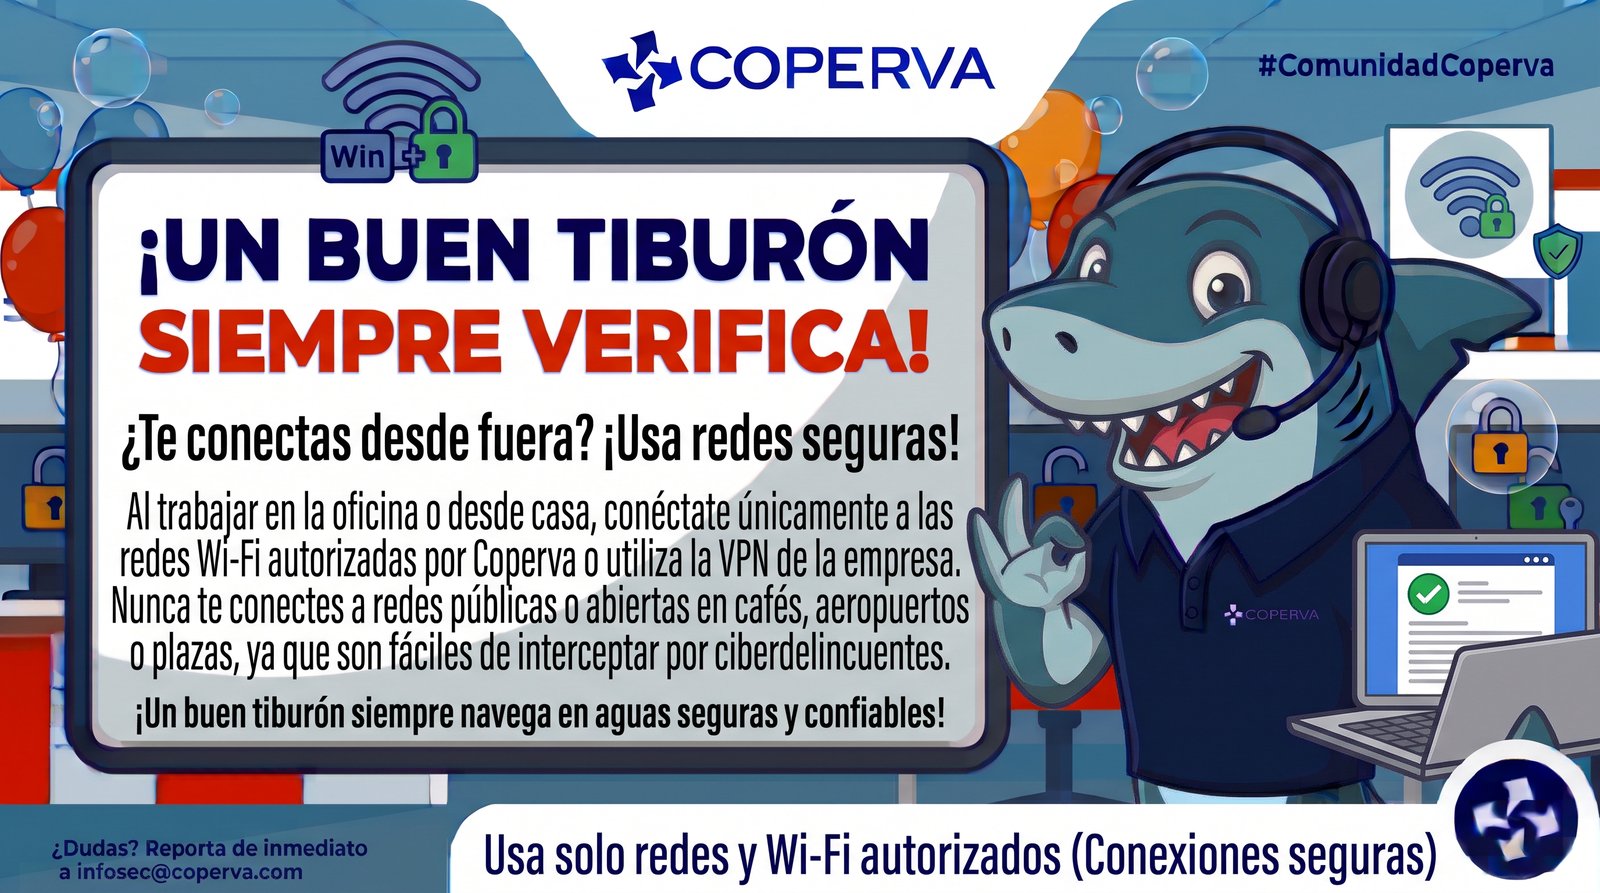 COPERVA
#ComunidadCoperva
Win +
¡UN BUEN TIBURÓN
SIEMPRE VERIFICA!
¿Te conectas desde fuera? ¡Usa redes seguras!
Al trabajar en la oficina o desde casa, conéctate únicamente a las
redes Wi-Fi autorizadas por Coperva o utiliza la VPN de la empresa.
Nunca te conectes a redes públicas o abiertas en cafés, aeropuertos
o plazas, ya que son fáciles de interceptar por ciberdelincuentes.
¡Un buen tiburón siempre navega en aguas seguras y confiables!
COPERVA
¿Dudas? Reporta de inmediato
a infosec@coperva.com
Usa solo redes y Wi-Fi autorizados (Conexiones seguras)